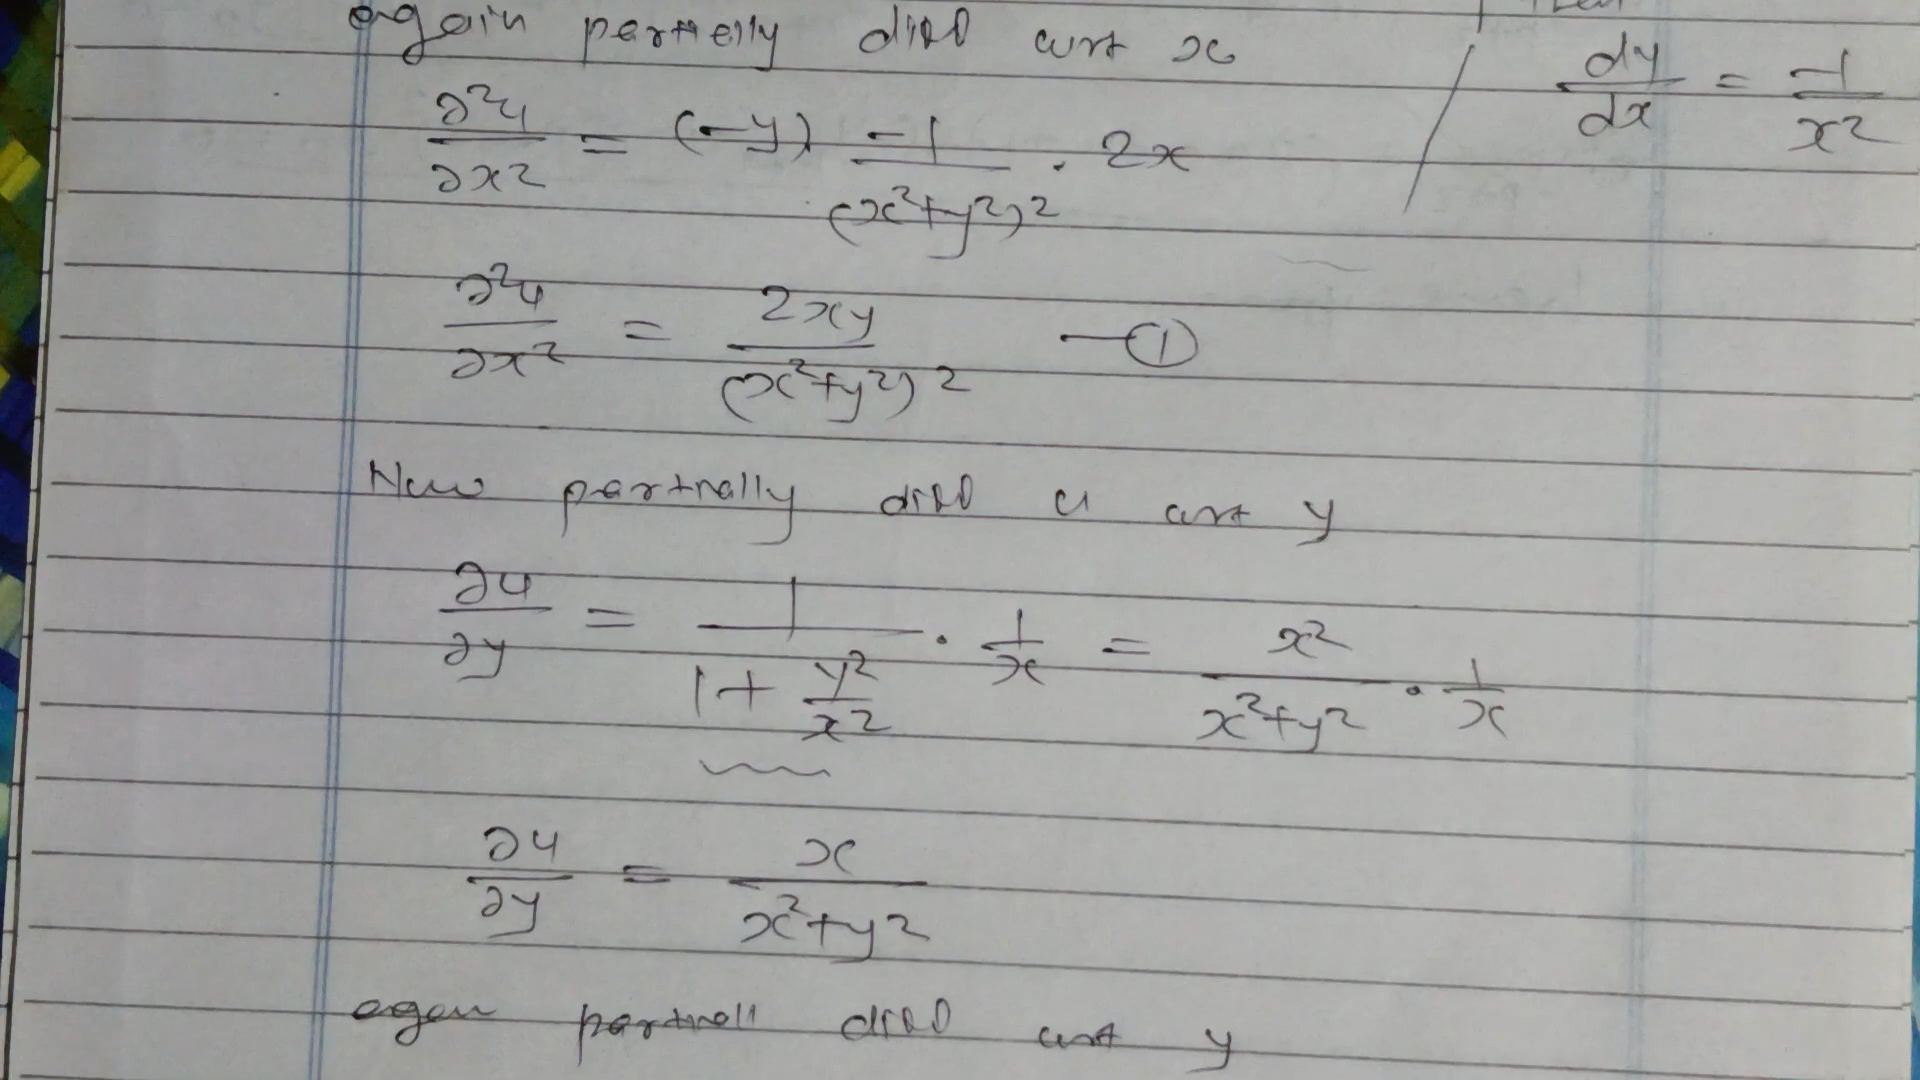 again partially diff wrt x
∂²u/∂x² = (-y) -1/(x²+y²)² . 2x
dy/dx = -1/x²
∂²u/∂x² = 2xy/(x²+y²)² —①
Now partially diff u wrt y
∂u/∂y = 1/(1+y²/x²) . 1/x = x²/(x²+y²) . 1/x
∂u/∂y = x/(x²+y²)
again partiall diff wrt y